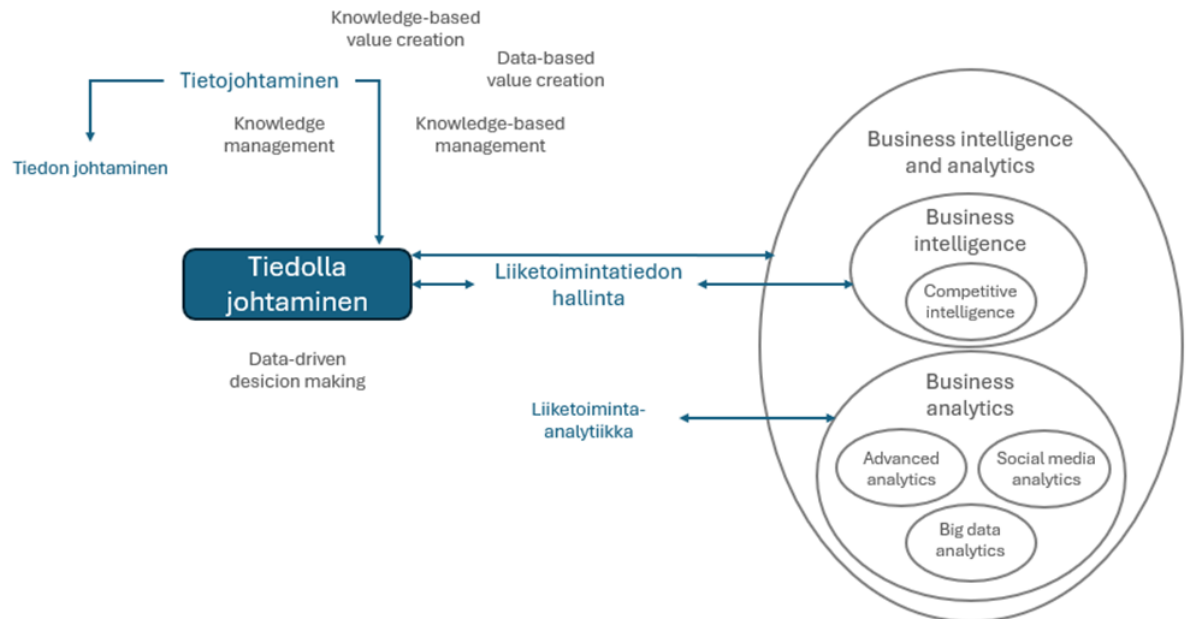 Knowledge-based
value creation
Data-based
value creation
Tietojohtaminen
Knowledge
management
Knowledge-based
management
Tiedon johtaminen
Tiedolla
johtaminen
Liiketoimintatiedon
hallinta
Data-driven
desicion making
Liiketoiminta-
analytiikka
Business intelligence
and analytics
Business
intelligence
Competitive
intelligence
Business
analytics
Advanced
analytics
Social media
analytics
Big data
analytics